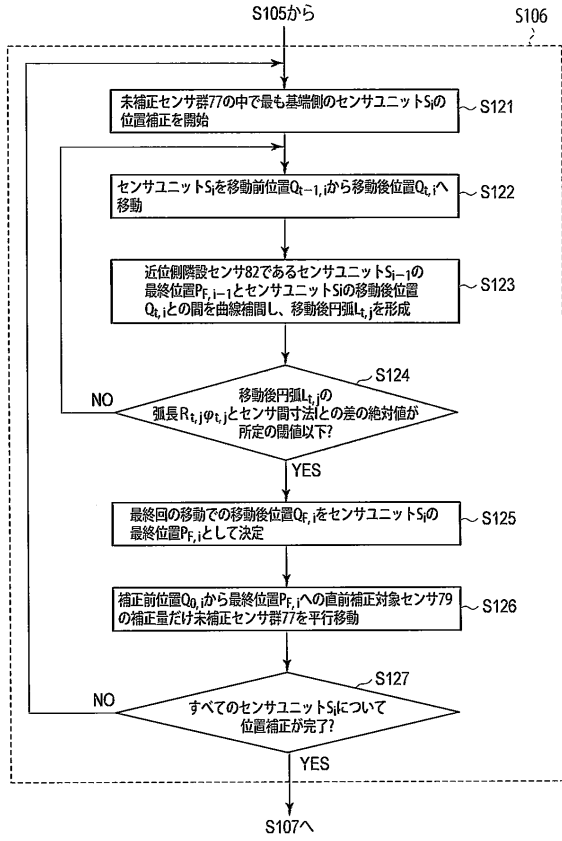 S105から
S106
未補正センサ群77の中で最も基端側のセンサユニットSiの
位置補正を開始
S121
センサユニットSiを移動前位置Qt−1, iから移動後位置Qt, iへ
移動
S122
近位側隣設センサ82であるセンサユニットSi−1の
最終位置PF, i−1とセンサユニットSiの移動後位置
Qt, iとの間を曲線補間し、移動後円弧Lt, jを形成
S123
S124
移動後円弧Lt, jの
弧長Rt, jφt, jとセンサ間寸法lとの差の絶対値が
所定の閾値以下?
NO
YES
最終回の移動での移動後位置QF, iをセンサユニットSiの
最終位置PF, iとして決定
S125
補正前位置Q0, iから最終位置PF, iへの直前補正対象センサ79
の補正量だけ未補正センサ群77を平行移動
S126
S127
すべてのセンサユニットSiについて
位置補正が完了?
NO
YES
S107へ